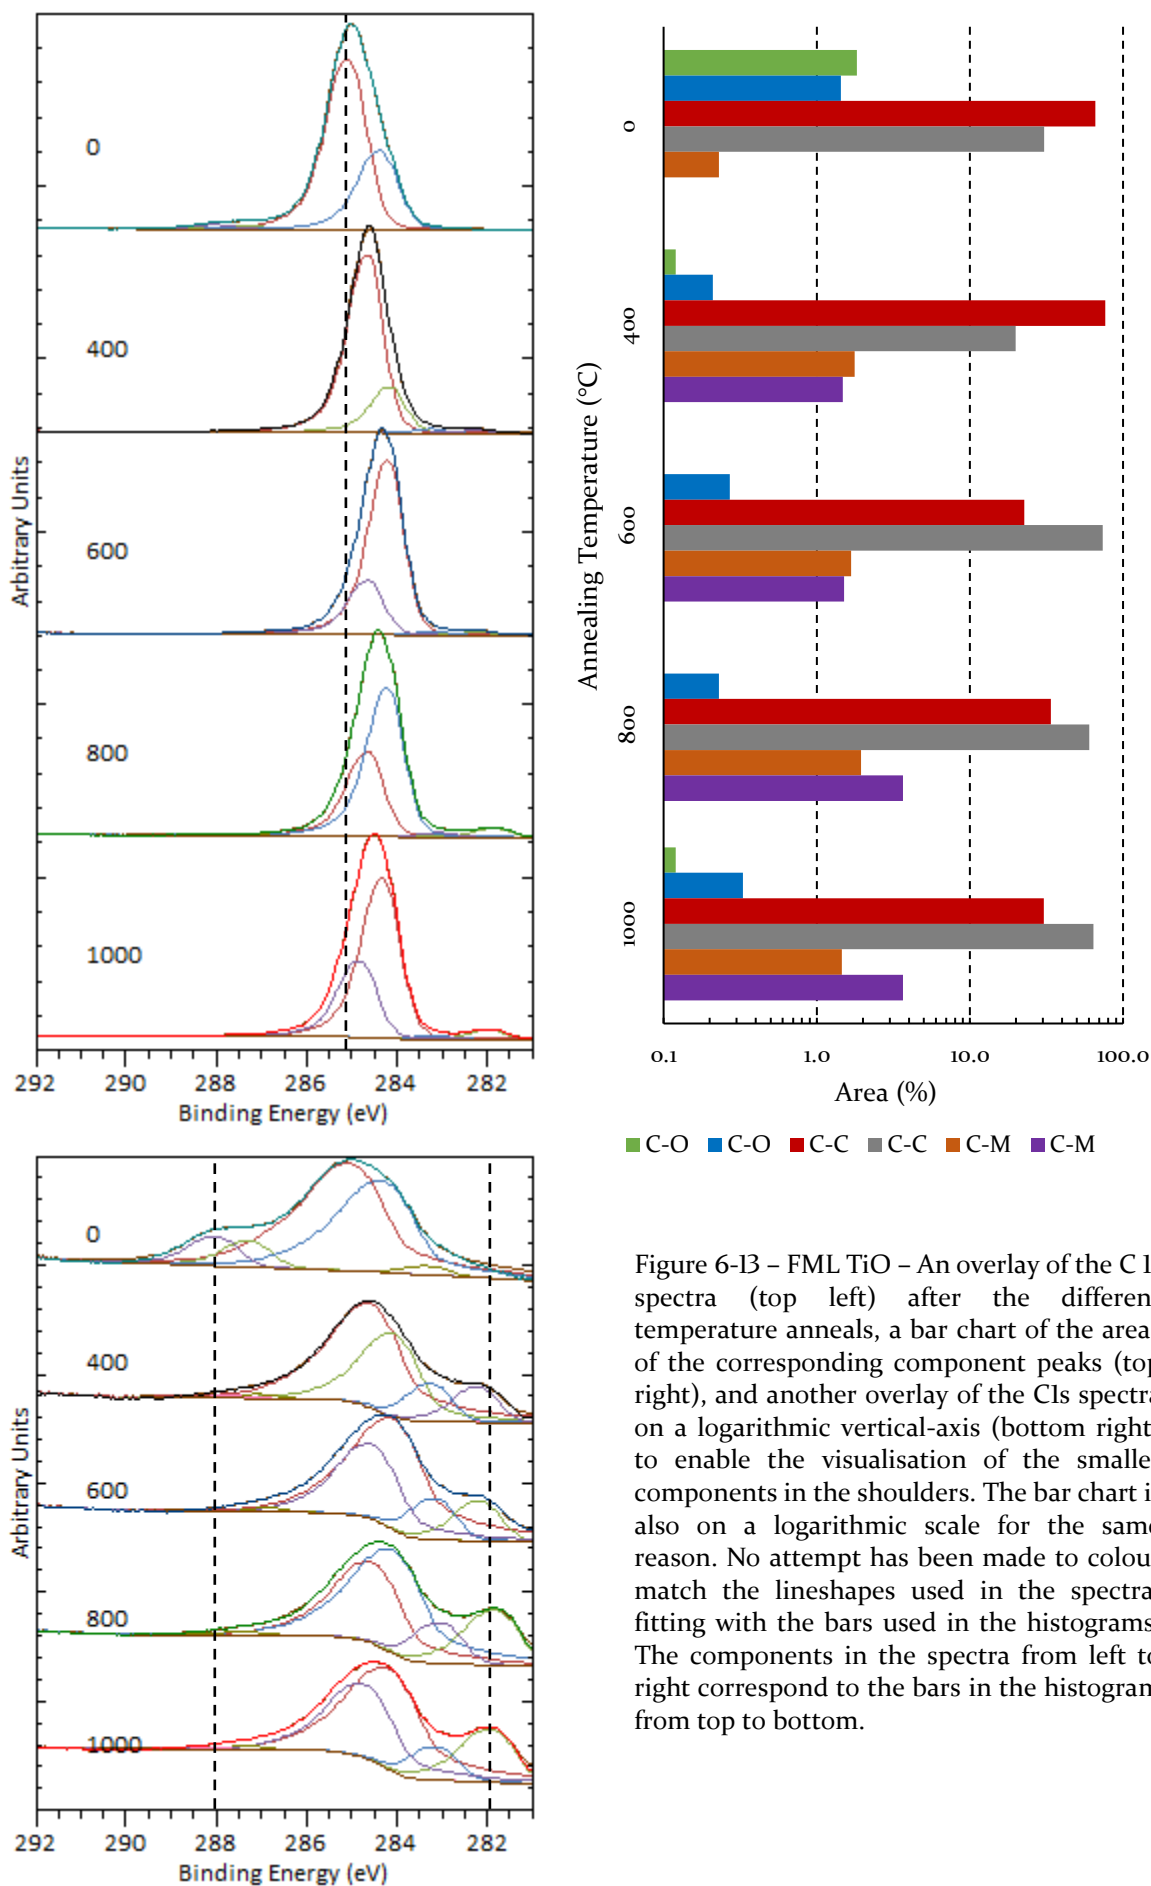 0
400
600
800
1000
Arbitrary Units
292 290 288 286 284 282
Binding Energy (eV)
0
400
600
800
1000
Annealing Temperature (°C)
0.1 1.0 10.0 100.0
Area (%)
C-O C-O C-C C-C C-M C-M
0
400
600
800
1000
Arbitrary Units
292 290 288 286 284 282
Binding Energy (eV)
Figure 6-13 – FML TiO – An overlay of the C 1
spectra (top left) after the differen
temperature anneals, a bar chart of the area
of the corresponding component peaks (top
right), and another overlay of the C1s spectra
on a logarithmic vertical-axis (bottom right
to enable the visualisation of the smalle
components in the shoulders. The bar chart i
also on a logarithmic scale for the same
reason. No attempt has been made to colou
match the lineshapes used in the spectra
fitting with the bars used in the histograms
The components in the spectra from left to
right correspond to the bars in the histogram
from top to bottom.